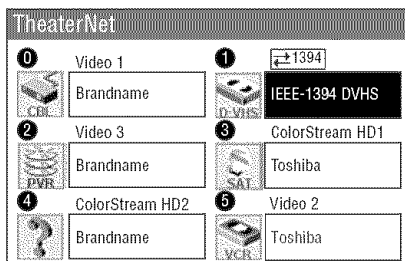 TheaterNet
0 Video 1 1 1394
CBL Brandname D-VHS IEEE-1394 DVHS
2 Video 3 3 ColorStream HD1
PVR Brandname SAT Toshiba
4 ColorStream HD2 5 Video 2
Brandname VCR Toshiba